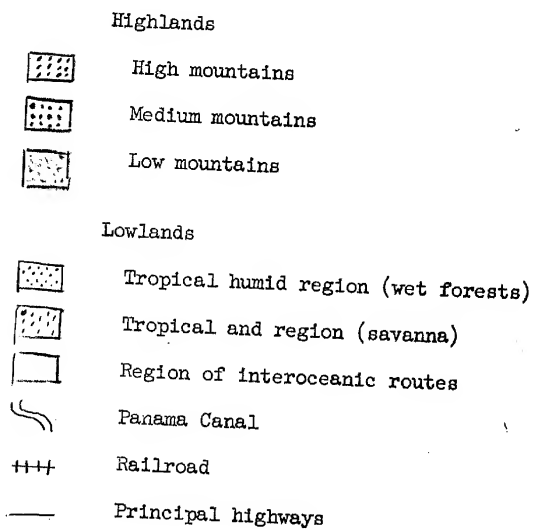 Highlands
High mountains
Medium mountains
Low mountains
Lowlands
Tropical humid region (wet forests)
Tropical and region (savanna)
Region of interoceanic routes
Panama Canal
Railroad
Principal highways